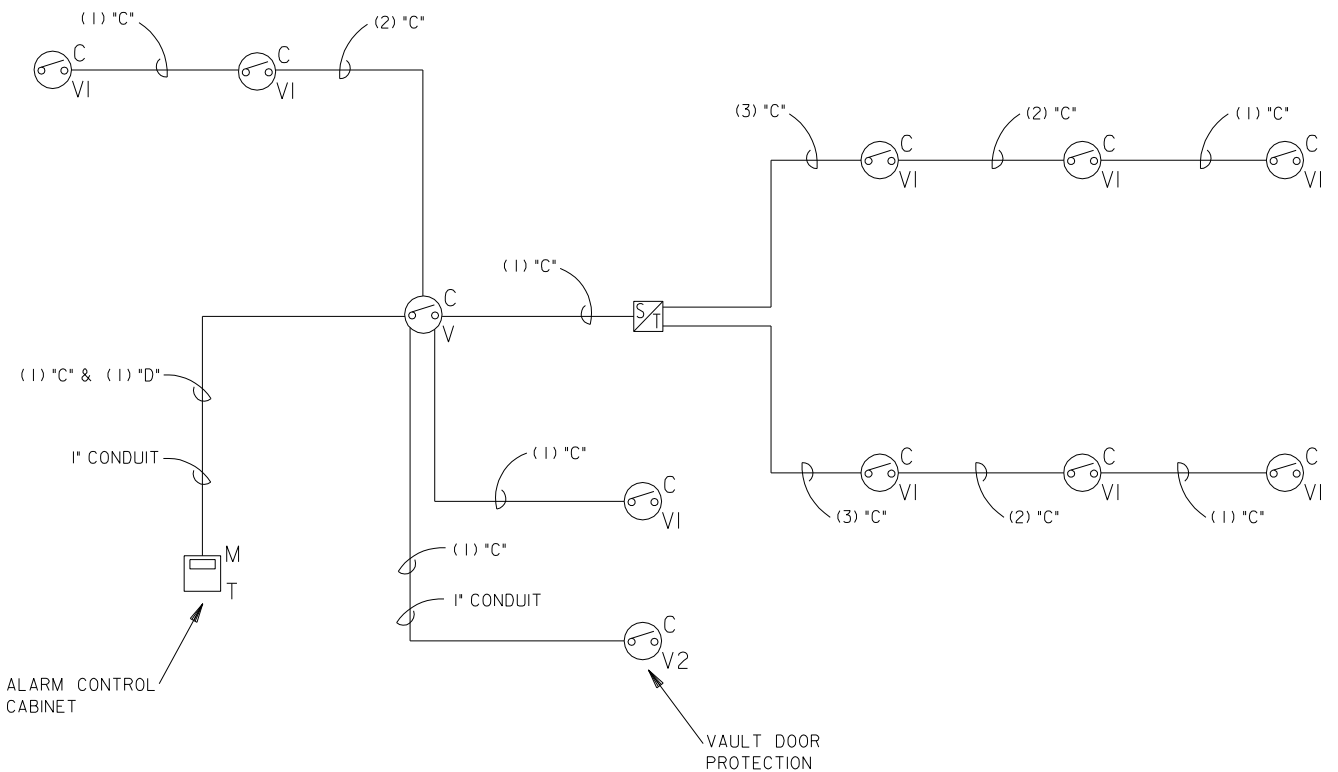 (1) "C"
(2) "C"
C
VI
C
VI
(3) "C"
(2) "C"
(1) "C"
C
VI
C
VI
C
VI
(1) "C"
C
V
S/T
(1) "C" & (1) "D"
1" CONDUIT
(1) "C"
C
VI
C
VI
C
VI
C
VI
(3) "C"
(2) "C"
(1) "C"
M
T
(1) "C"
1" CONDUIT
C
V2
ALARM CONTROL
CABINET
VAULT DOOR
PROTECTION